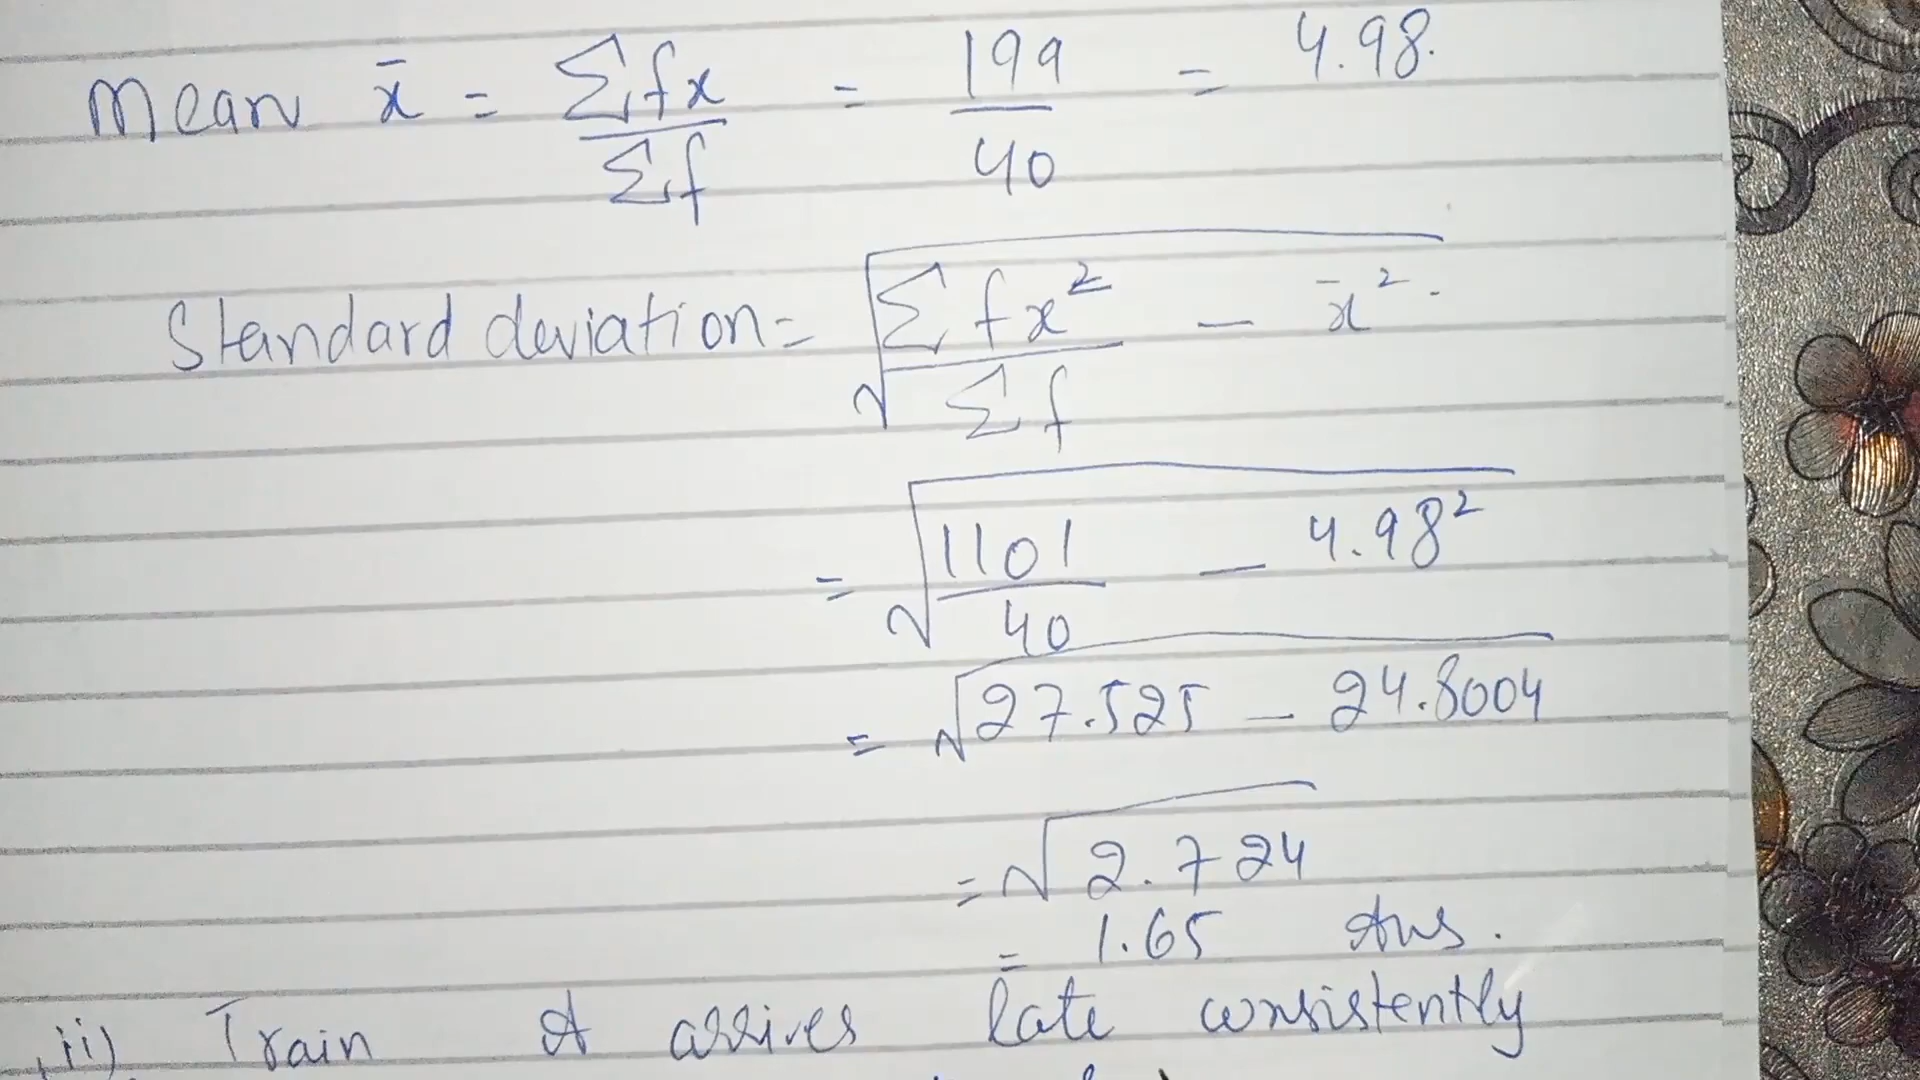 Mean x̄ = Σfx / Σf = 199 / 40 = 4.98.
Standard deviation = √(Σfx² / Σf − x̄²).
= √(1101 / 40 − 4.98²)
= √(27.525 − 24.8004)
= √2.724
= 1.65 Ans.
ii) Train A arrives late consistently